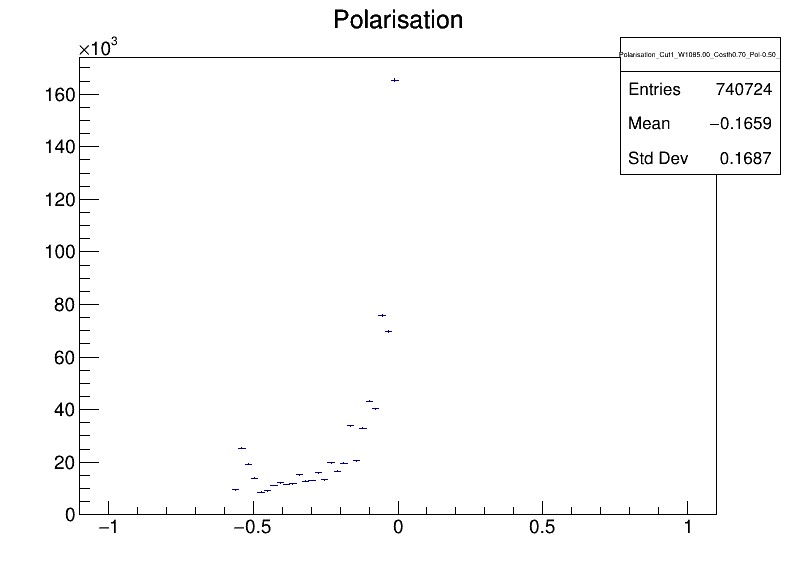 Polarisation
×10³
Polarisation_Cut1_W1085.00_Costh0.70_Pol-0.50_
Entries 740724
Mean −0.1659
Std Dev 0.1687
160
140
120
100
80
60
40
20
0
−1 −0.5 0 0.5 1